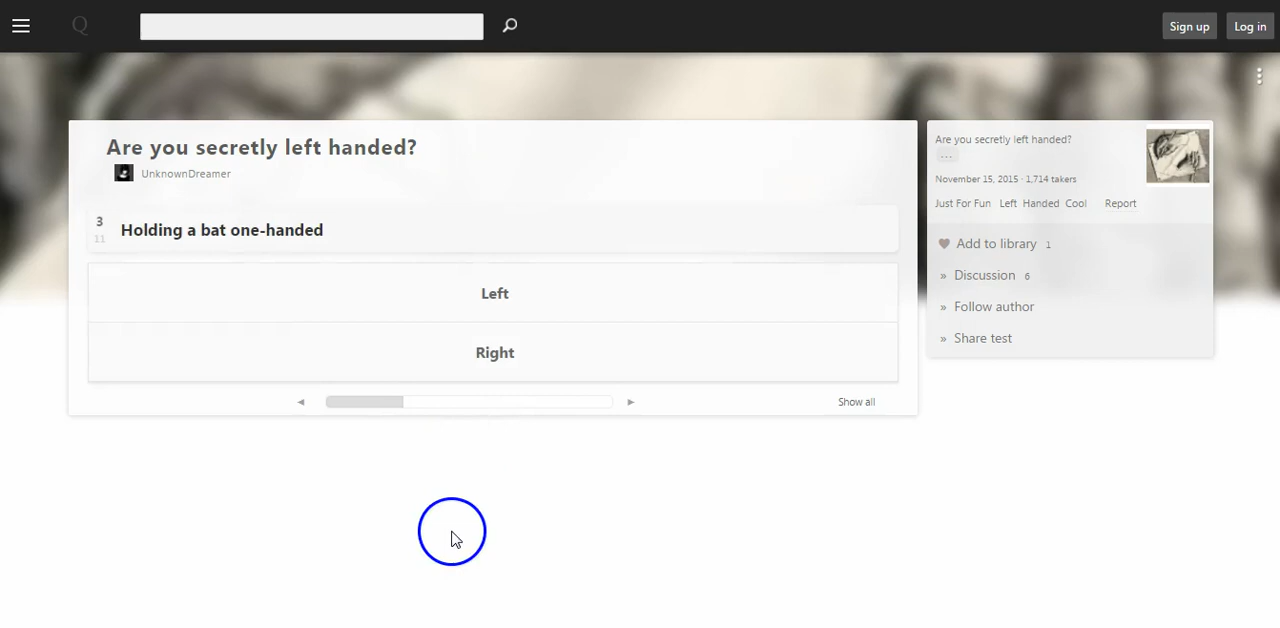 Q
Sign up
Log in
Are you secretly left handed?
UnknownDreamer
3
11
Holding a bat one-handed
Left
Right
Show all
Are you secretly left handed?
...
November 15, 2015 · 1,714 takers
Just For Fun Left Handed Cool Report
Add to library 1
» Discussion 6
» Follow author
» Share test